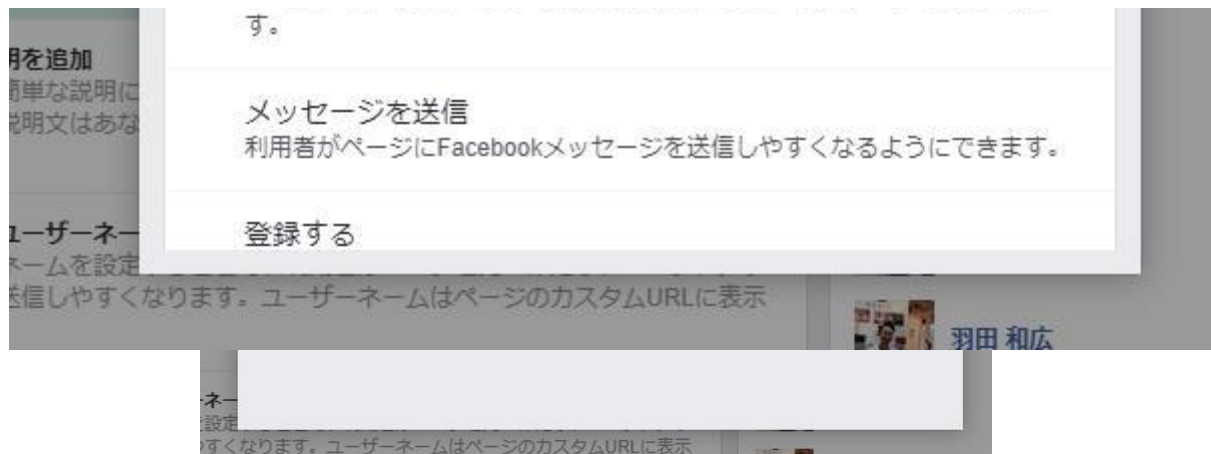 す。
月を追加
簡単な説明に
説明文はあな
メッセージを送信
利用者がページにFacebookメッセージを送信しやすくなるようにできます。
ユーザーネー
登録する
ネームを設定
送信しやすくなります。ユーザーネームはページのカスタムURLに表示
羽田 和広
ーネー
設定
すくなります。ユーザーネームはページのカスタムURLに表示